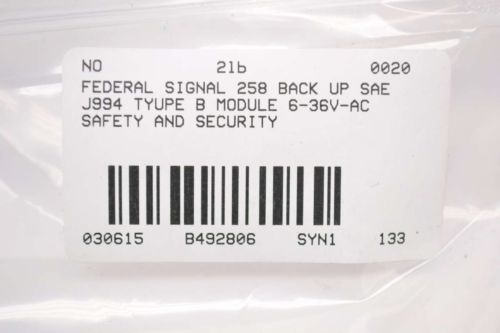 NO 21b 0020
FEDERAL SIGNAL 258 BACK UP SAE
J994 TYUPE B MODULE 6-36V-AC
SAFETY AND SECURITY
030615 B492806 SYN1 133